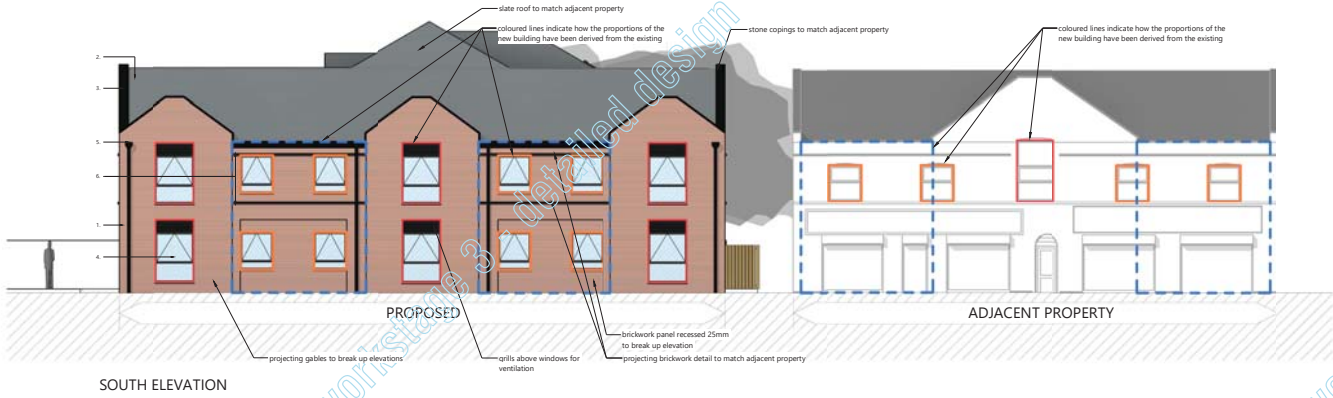 slate roof to match adjacent property
coloured lines indicate how the proportions of the
new building have been derived from the existing
stone copings to match adjacent property
coloured lines indicate how the proportions of the
new building have been derived from the existing
2.
3.
5.
6.
1.
4.
workstage 3 - detailed design
PROPOSED
ADJACENT PROPERTY
brickwork panel recessed 25mm
to break up elevation
projecting gables to break up elevations
grills above windows for
ventilation
projecting brickwork detail to match adjacent property
SOUTH ELEVATION